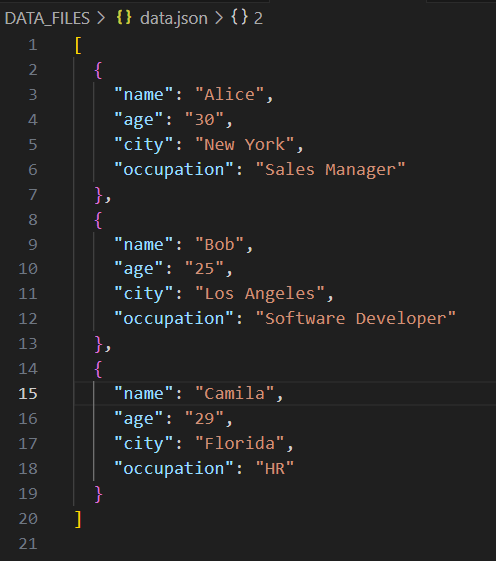 DATA_FILES > {} data.json > {} 2
1 [
2 {
3 "name": "Alice",
4 "age": "30",
5 "city": "New York",
6 "occupation": "Sales Manager"
7 },
8 {
9 "name": "Bob",
10 "age": "25",
11 "city": "Los Angeles",
12 "occupation": "Software Developer"
13 },
14 {
15 "name": "Camila",
16 "age": "29",
17 "city": "Florida",
18 "occupation": "HR"
19 }
20 ]
21